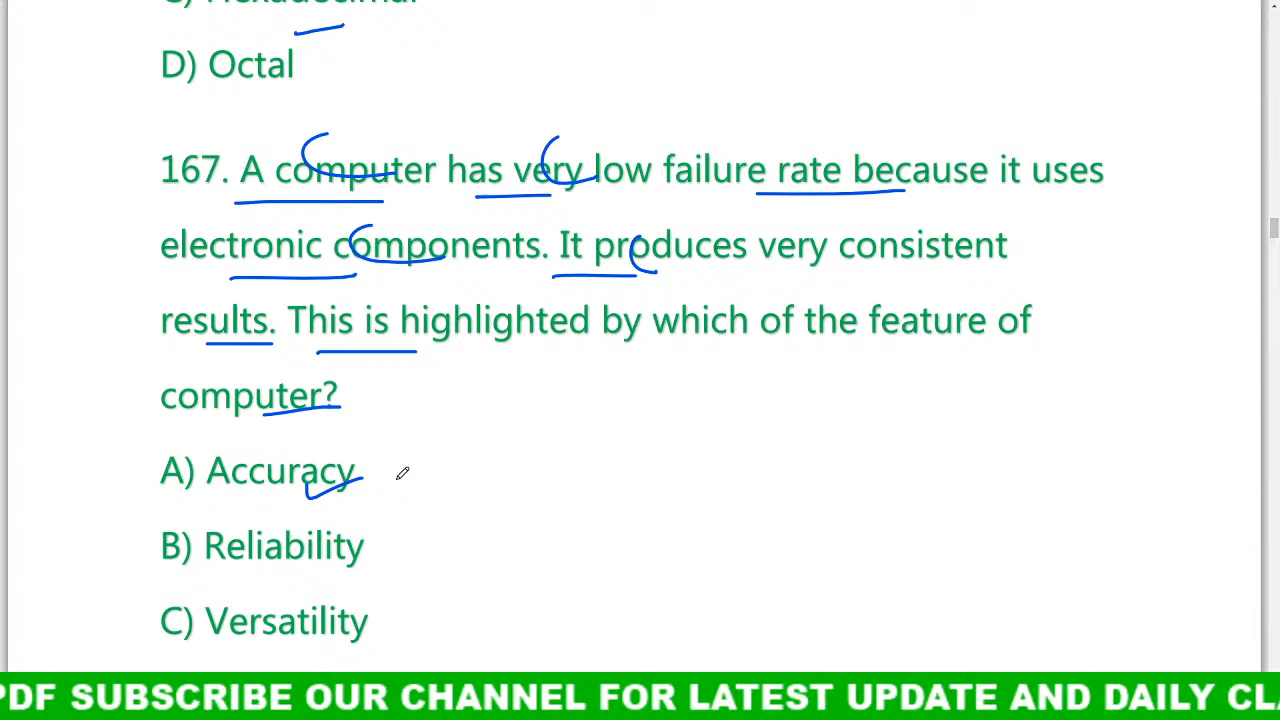 D) Octal
167. A computer has very low failure rate because it uses
electronic components. It produces very consistent
results. This is highlighted by which of the feature of
computer?
A) Accuracy
B) Reliability
C) Versatility
PDF SUBSCRIBE OUR CHANNEL FOR LATEST UPDATE AND DAILY